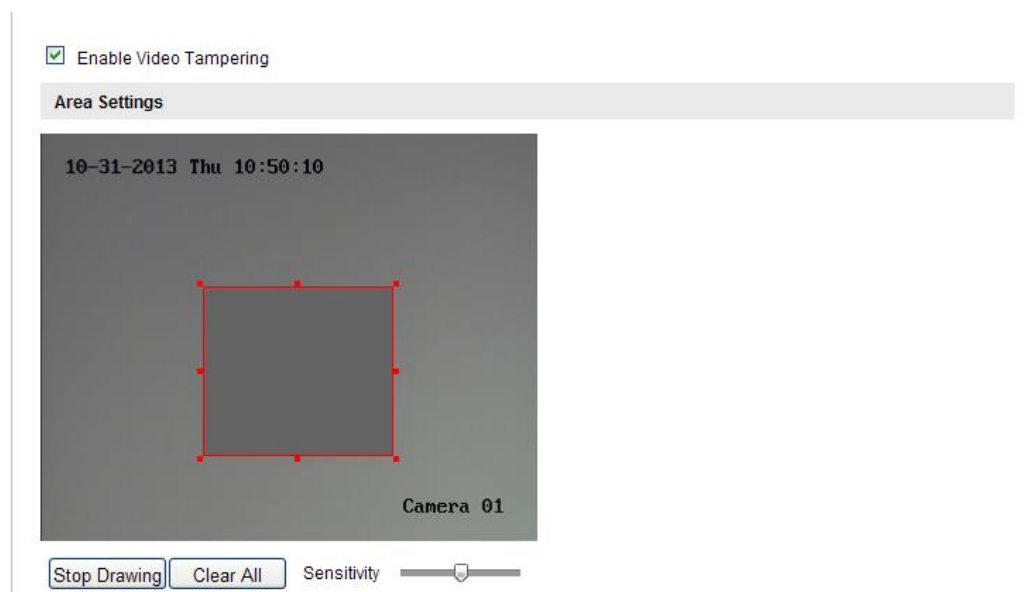 Enable Video Tampering
Area Settings
10-31-2013 Thu 10:50:10
Camera 01
Stop Drawing Clear All Sensitivity